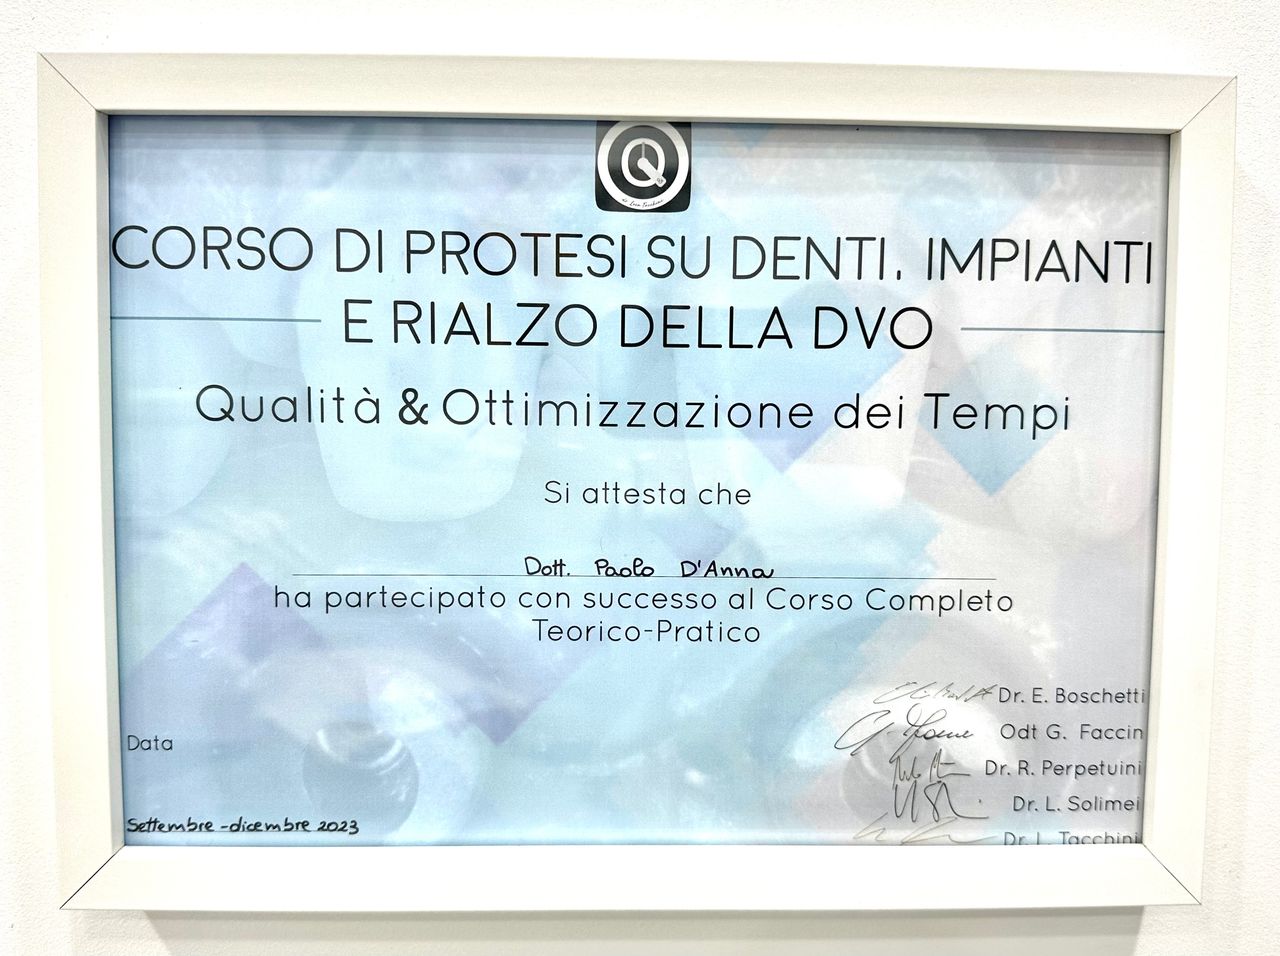 Q
CORSO DI PROTESI SU DENTI, IMPIANTI
E RIALZO DELLA DVO
Qualità & Ottimizzazione dei Tempi
Si attesta che
Dott. Paolo D'Anna
ha partecipato con successo al Corso Completo
Teorico-Pratico
Dr. E. Boschetti
Odt G. Faccin
Data
Dr. R. Perpetuini
Dr. L. Solimei
Settembre - dicembre 2023
Dr. L. Tacchini